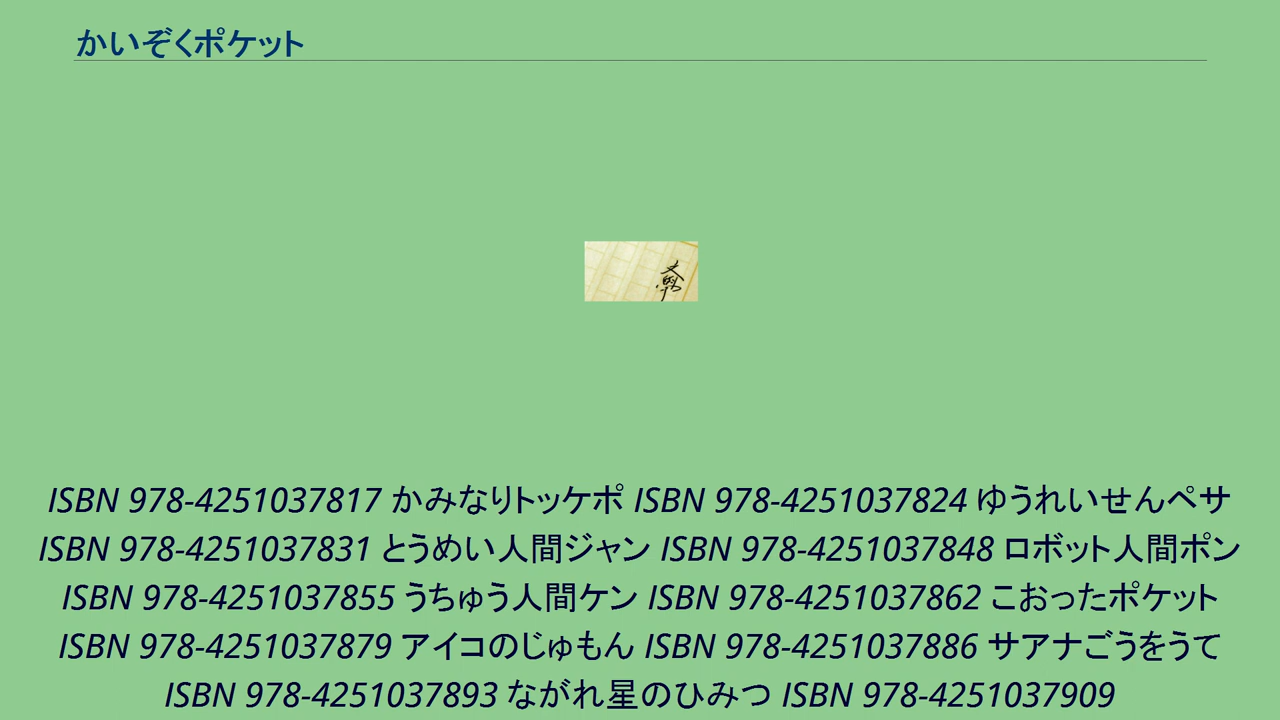 かいぞくポケット
ISBN 978-4251037817 かみなりトッケポ ISBN 978-4251037824 ゆうれいせんペサ
ISBN 978-4251037831 とうめい人間ジャン ISBN 978-4251037848 ロボット人間ポン
ISBN 978-4251037855 うちゅう人間ケン ISBN 978-4251037862 こおったポケット
ISBN 978-4251037879 アイコのじゅもん ISBN 978-4251037886 サアナごうをうて
ISBN 978-4251037893 ながれ星のひみつ ISBN 978-4251037909